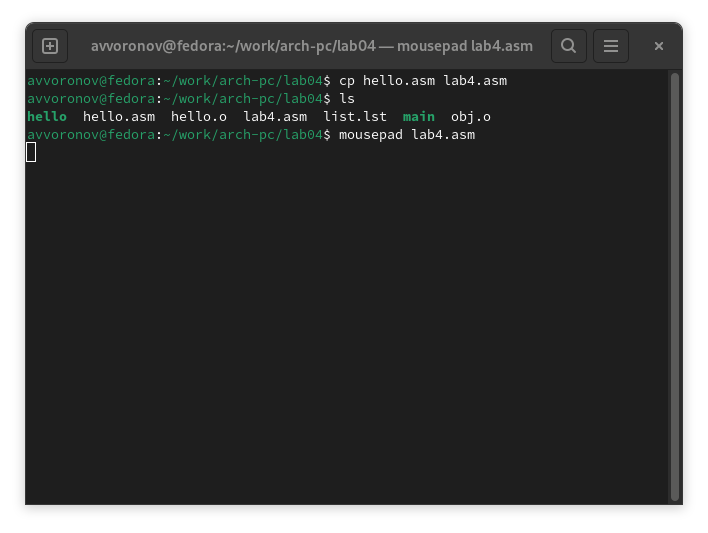 avvoronov@fedora:~/work/arch-pc/lab04 — mousepad lab4.asm
avvoronov@fedora:~/work/arch-pc/lab04$ cp hello.asm lab4.asm
avvoronov@fedora:~/work/arch-pc/lab04$ ls
hello  hello.asm  hello.o  lab4.asm  list.lst  main  obj.o
avvoronov@fedora:~/work/arch-pc/lab04$ mousepad lab4.asm